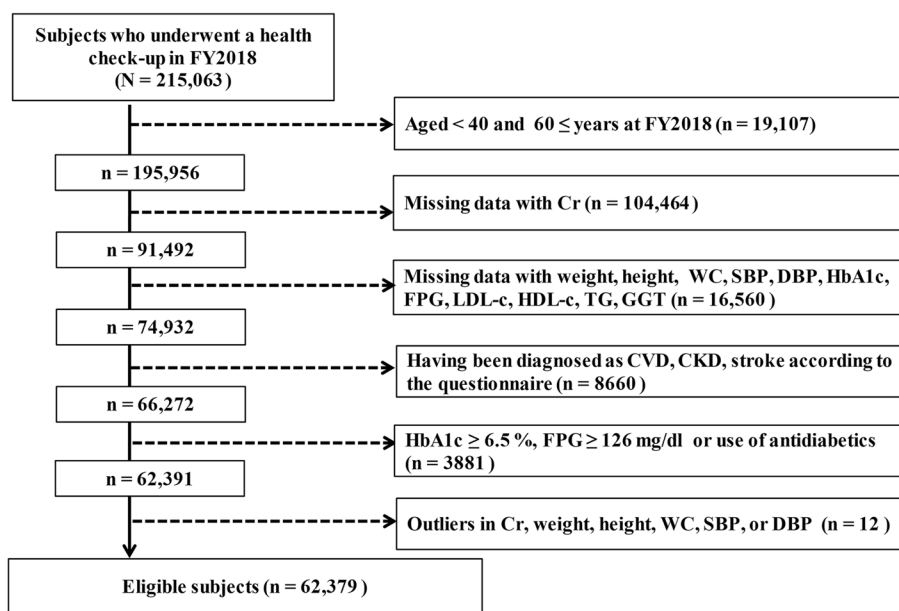 Subjects who underwent a health
check-up in FY2018
(N = 215,063)
Aged < 40 and 60 ≤ years at FY2018 (n = 19,107)
n = 195,956
Missing data with Cr (n = 104,464)
n = 91,492
Missing data with weight, height, WC, SBP, DBP, HbA1c,
FPG, LDL-c, HDL-c, TG, GGT (n = 16,560)
n = 74,932
Having been diagnosed as CVD, CKD, stroke according to
the questionnaire (n = 8660)
n = 66,272
HbA1c ≥ 6.5 %, FPG ≥ 126 mg/dl or use of antidiabetics
(n = 3881)
n = 62,391
Outliers in Cr, weight, height, WC, SBP, or DBP (n = 12 )
Eligible subjects (n = 62,379 )